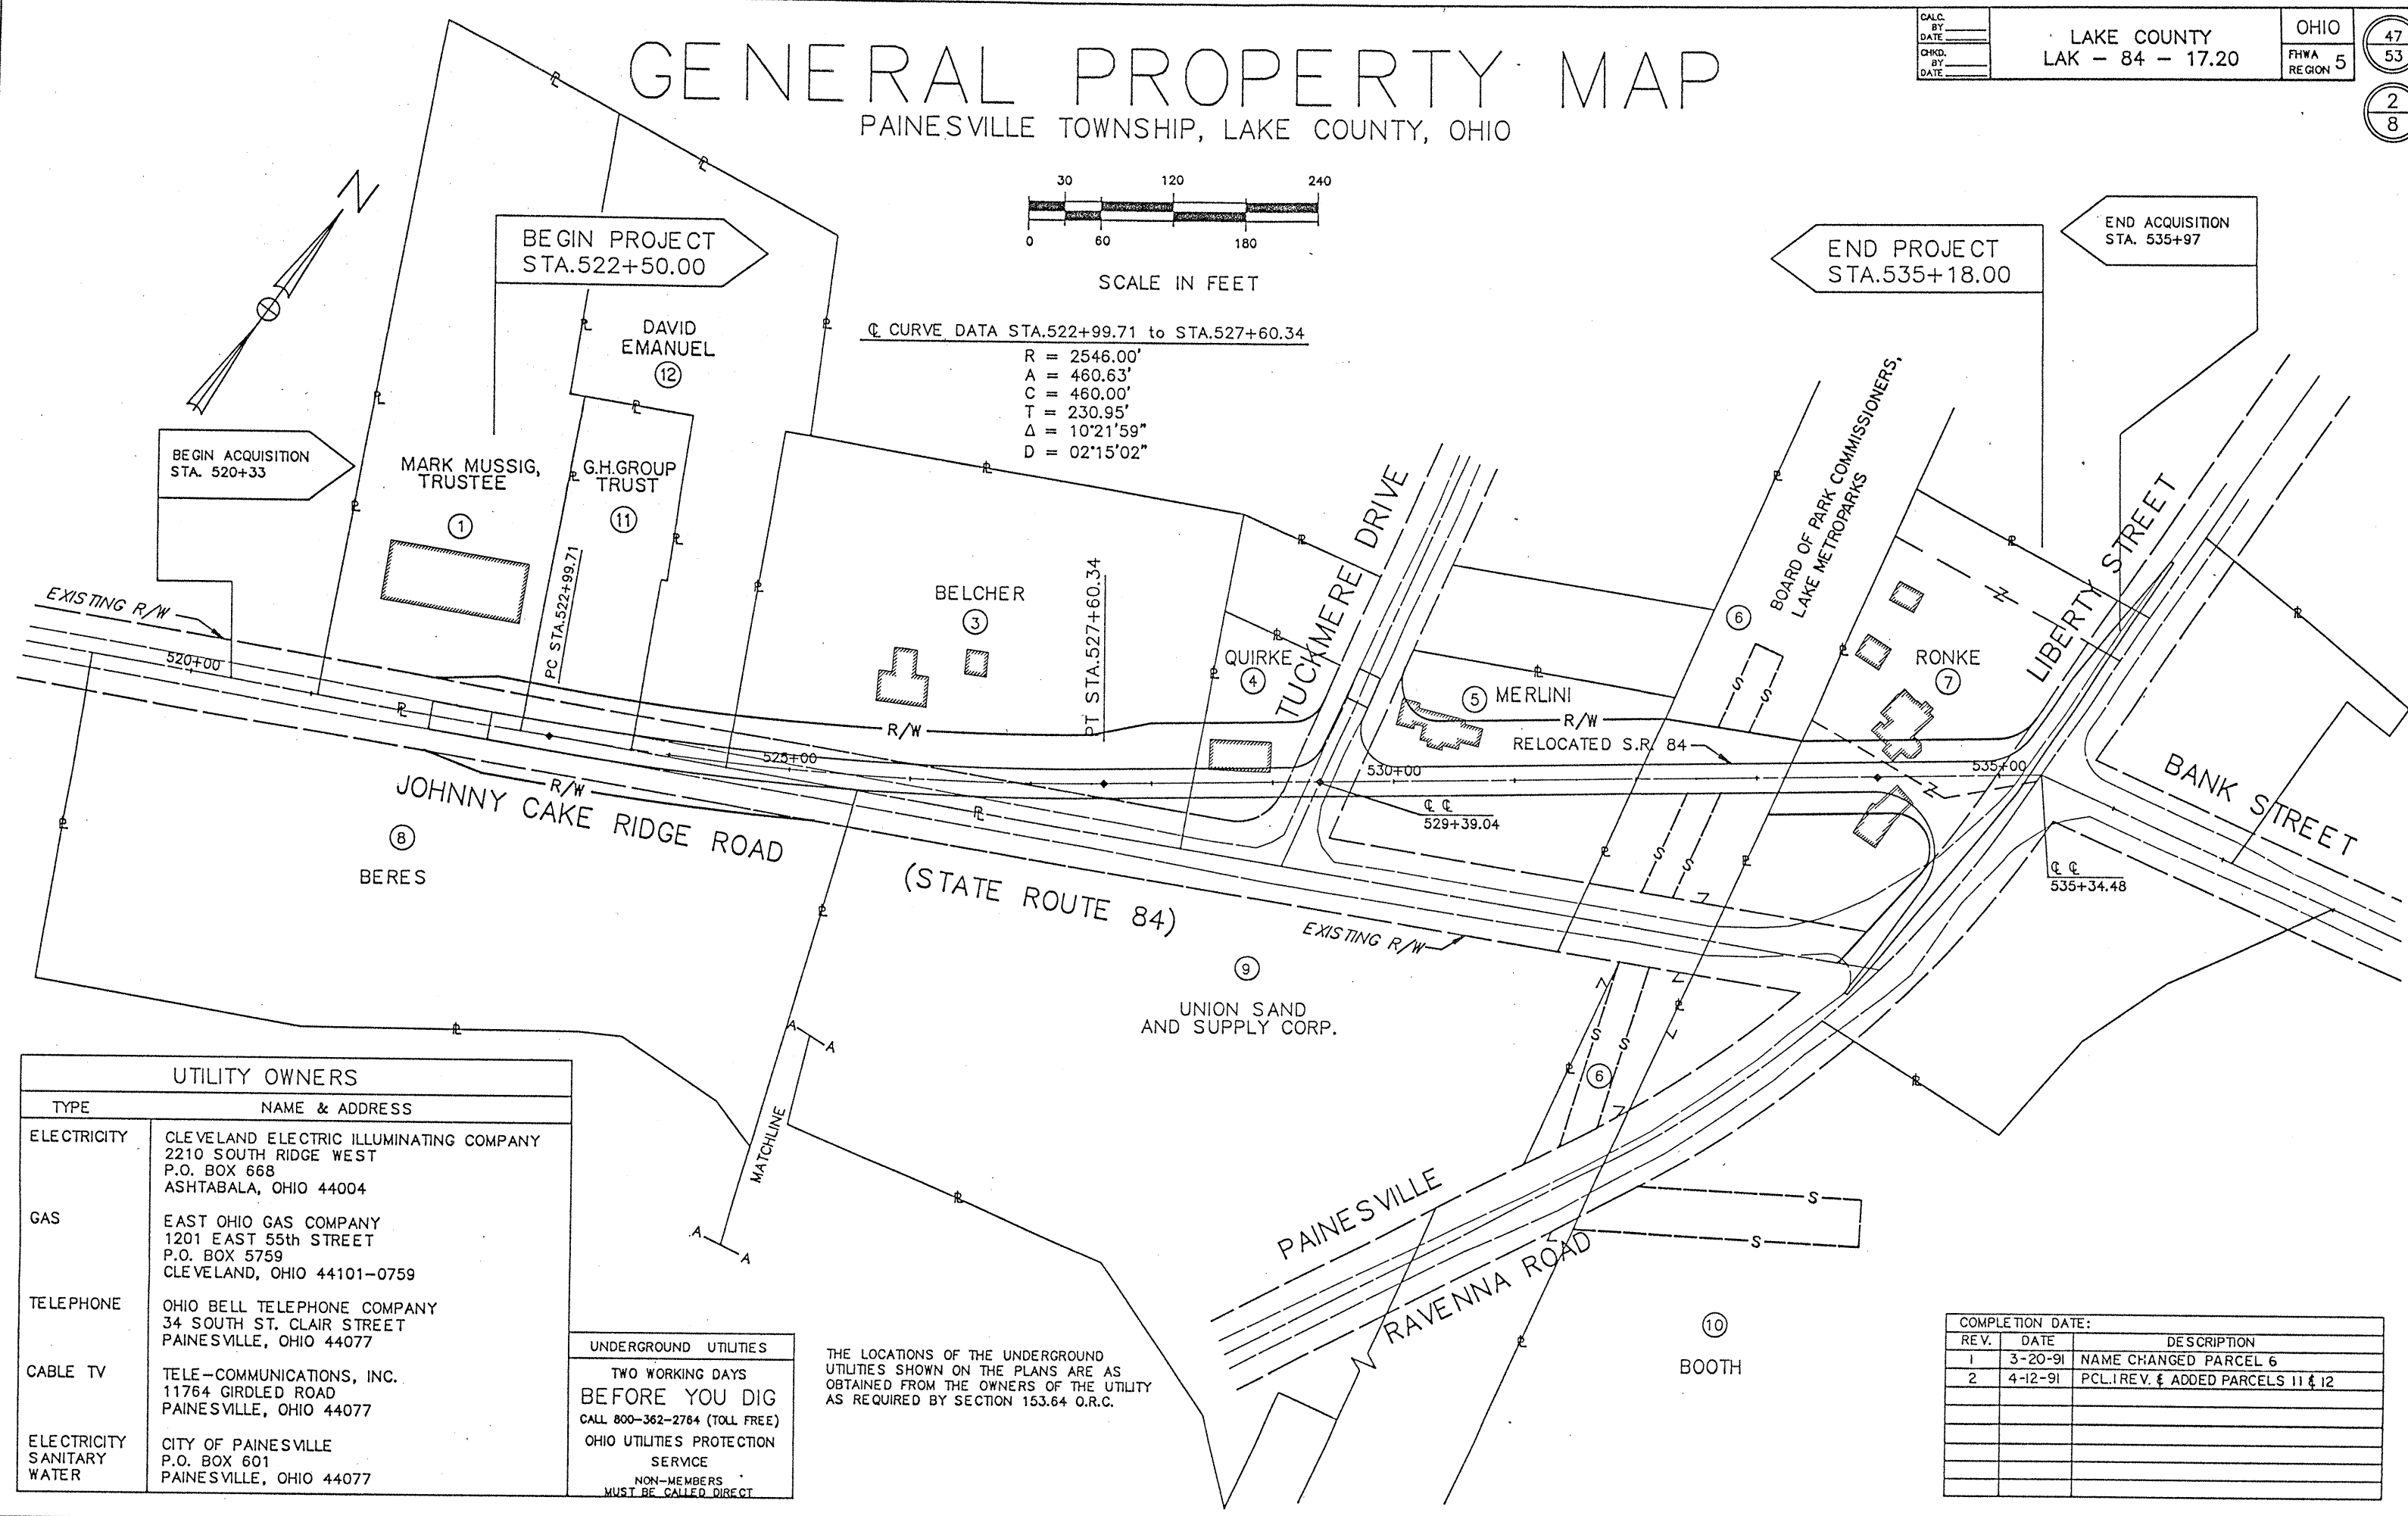 GENERAL PROPERTY MAP
PAINESVILLE TOWNSHIP, LAKE COUNTY, OHIO
CALC.
BY
DATE
CHKD.
BY
DATE
LAKE COUNTY
LAK - 84 - 17.20
OHIO
FHWA
REGION 5
47
53
2
8
N
30 120 240
0 60 180
SCALE IN FEET
BEGIN PROJECT
STA.522+50.00
END PROJECT
STA.535+18.00
END ACQUISITION
STA. 535+97
BEGIN ACQUISITION
STA. 520+33
℄ CURVE DATA STA.522+99.71 to STA.527+60.34
R = 2546.00'
A = 460.63'
C = 460.00'
T = 230.95'
Δ = 10°21'59"
D = 02°15'02"
DAVID
EMANUEL
12
MARK MUSSIG,
TRUSTEE
1
G.H.GROUP
TRUST
11
BELCHER
3
QUIRKE
4
5 MERLINI
6
BOARD OF PARK COMMISSIONERS,
LAKE METROPARKS
RONKE
7
TUCKMERE DRIVE
LIBERTY STREET
BANK STREET
PC STA.522+99.71
PT STA.527+60.34
EXISTING R/W
520+00
R/W
525+00
R/W
RELOCATED S.R. 84
530+00
535+00
℄ ℄
529+39.04
℄ ℄
535+34.48
R/W
JOHNNY CAKE RIDGE ROAD
(STATE ROUTE 84)
EXISTING R/W
8
BERES
9
UNION SAND
AND SUPPLY CORP.
6
MATCHLINE
A
A
A
A
S
S
S
S
S
S
S
S
PAINESVILLE
RAVENNA ROAD
10
BOOTH
UTILITY OWNERS
TYPE NAME & ADDRESS
ELECTRICITY CLEVELAND ELECTRIC ILLUMINATING COMPANY
2210 SOUTH RIDGE WEST
P.O. BOX 668
ASHTABALA, OHIO 44004
GAS EAST OHIO GAS COMPANY
1201 EAST 55th STREET
P.O. BOX 5759
CLEVELAND, OHIO 44101-0759
TELEPHONE OHIO BELL TELEPHONE COMPANY
34 SOUTH ST. CLAIR STREET
PAINESVILLE, OHIO 44077
CABLE TV TELE-COMMUNICATIONS, INC.
11764 GIRDLED ROAD
PAINESVILLE, OHIO 44077
ELECTRICITY CITY OF PAINESVILLE
SANITARY P.O. BOX 601
WATER PAINESVILLE, OHIO 44077
UNDERGROUND UTILITIES
TWO WORKING DAYS
BEFORE YOU DIG
CALL 800-362-2764 (TOLL FREE)
OHIO UTILITIES PROTECTION
SERVICE
NON-MEMBERS
MUST BE CALLED DIRECT
THE LOCATIONS OF THE UNDERGROUND
UTILITIES SHOWN ON THE PLANS ARE AS
OBTAINED FROM THE OWNERS OF THE UTILITY
AS REQUIRED BY SECTION 153.64 O.R.C.
COMPLETION DATE:
REV. DATE DESCRIPTION
1 3-20-91 NAME CHANGED PARCEL 6
2 4-12-91 PCL.1 REV. & ADDED PARCELS 11 & 12